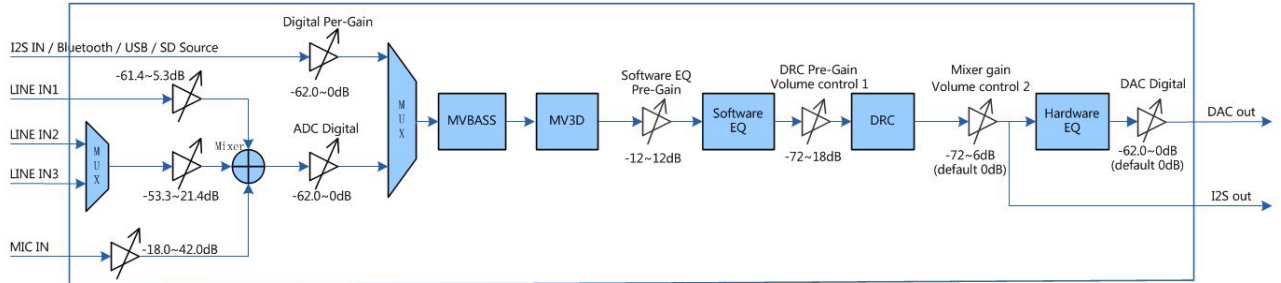 Digital Per-Gain
I2S IN / Bluetooth / USB / SD Source
-62.0~0dB
LINE IN1
-61.4~5.3dB
LINE IN2
LINE IN3
MUX
-53.3~21.4dB
Mixer
ADC Digital
-62.0~0dB
MIC IN
-18.0~42.0dB
MUX
MVBASS
MV3D
Software EQ
Pre-Gain
-12~12dB
Software
EQ
DRC Pre-Gain
Volume control 1
-72~18dB
DRC
Mixer gain
Volume control 2
-72~6dB
(default 0dB)
Hardware
EQ
DAC Digital
-62.0~0dB
(default 0dB)
DAC out
I2S out